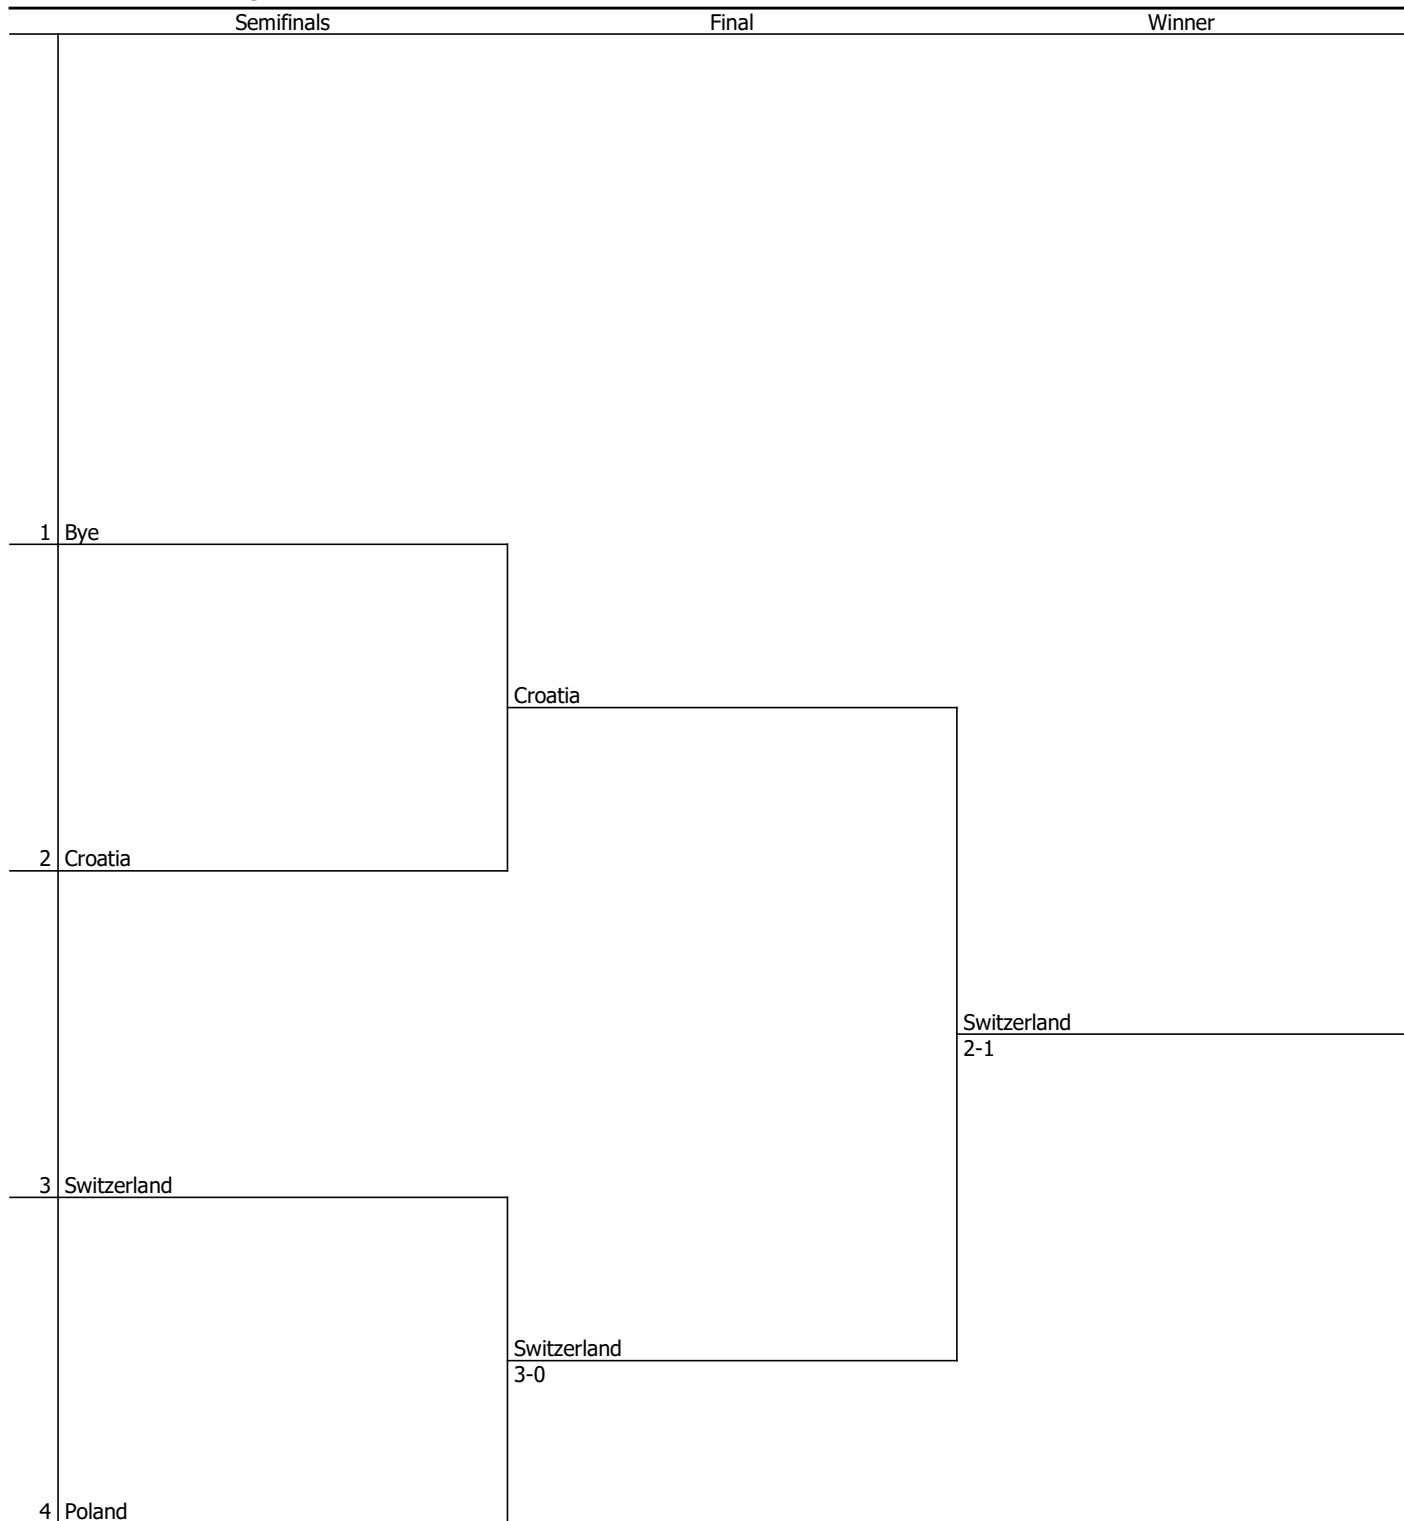 Semifinals Final Winner
1 Bye
Croatia
2 Croatia
Switzerland
2-1
3 Switzerland
Switzerland
3-0
4 Poland